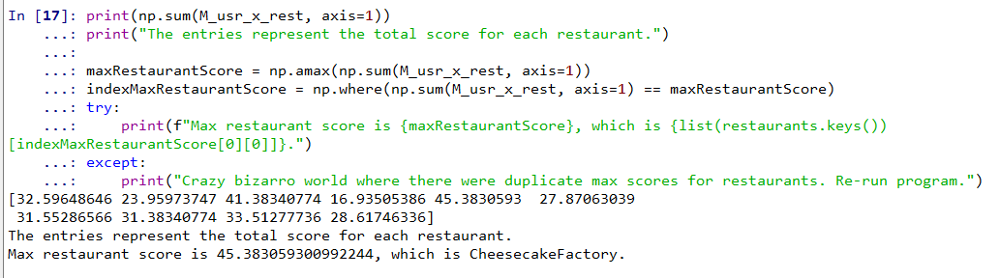 In [17]: print(np.sum(M_usr_x_rest, axis=1))
    ...: print("The entries represent the total score for each restaurant.")
    ...:
    ...: maxRestaurantScore = np.amax(np.sum(M_usr_x_rest, axis=1))
    ...: indexMaxRestaurantScore = np.where(np.sum(M_usr_x_rest, axis=1) == maxRestaurantScore)
    ...: try:
    ...:     print(f"Max restaurant score is {maxRestaurantScore}, which is {list(restaurants.keys())
[indexMaxRestaurantScore[0][0]]}.")
    ...: except:
    ...:     print("Crazy bizarro world where there were duplicate max scores for restaurants. Re-run program.")
[32.59648646 23.95973747 41.38340774 16.93505386 45.3830593  27.87063039
 31.55286566 31.38340774 33.51277736 28.61746336]
The entries represent the total score for each restaurant.
Max restaurant score is 45.383059300992244, which is CheesecakeFactory.